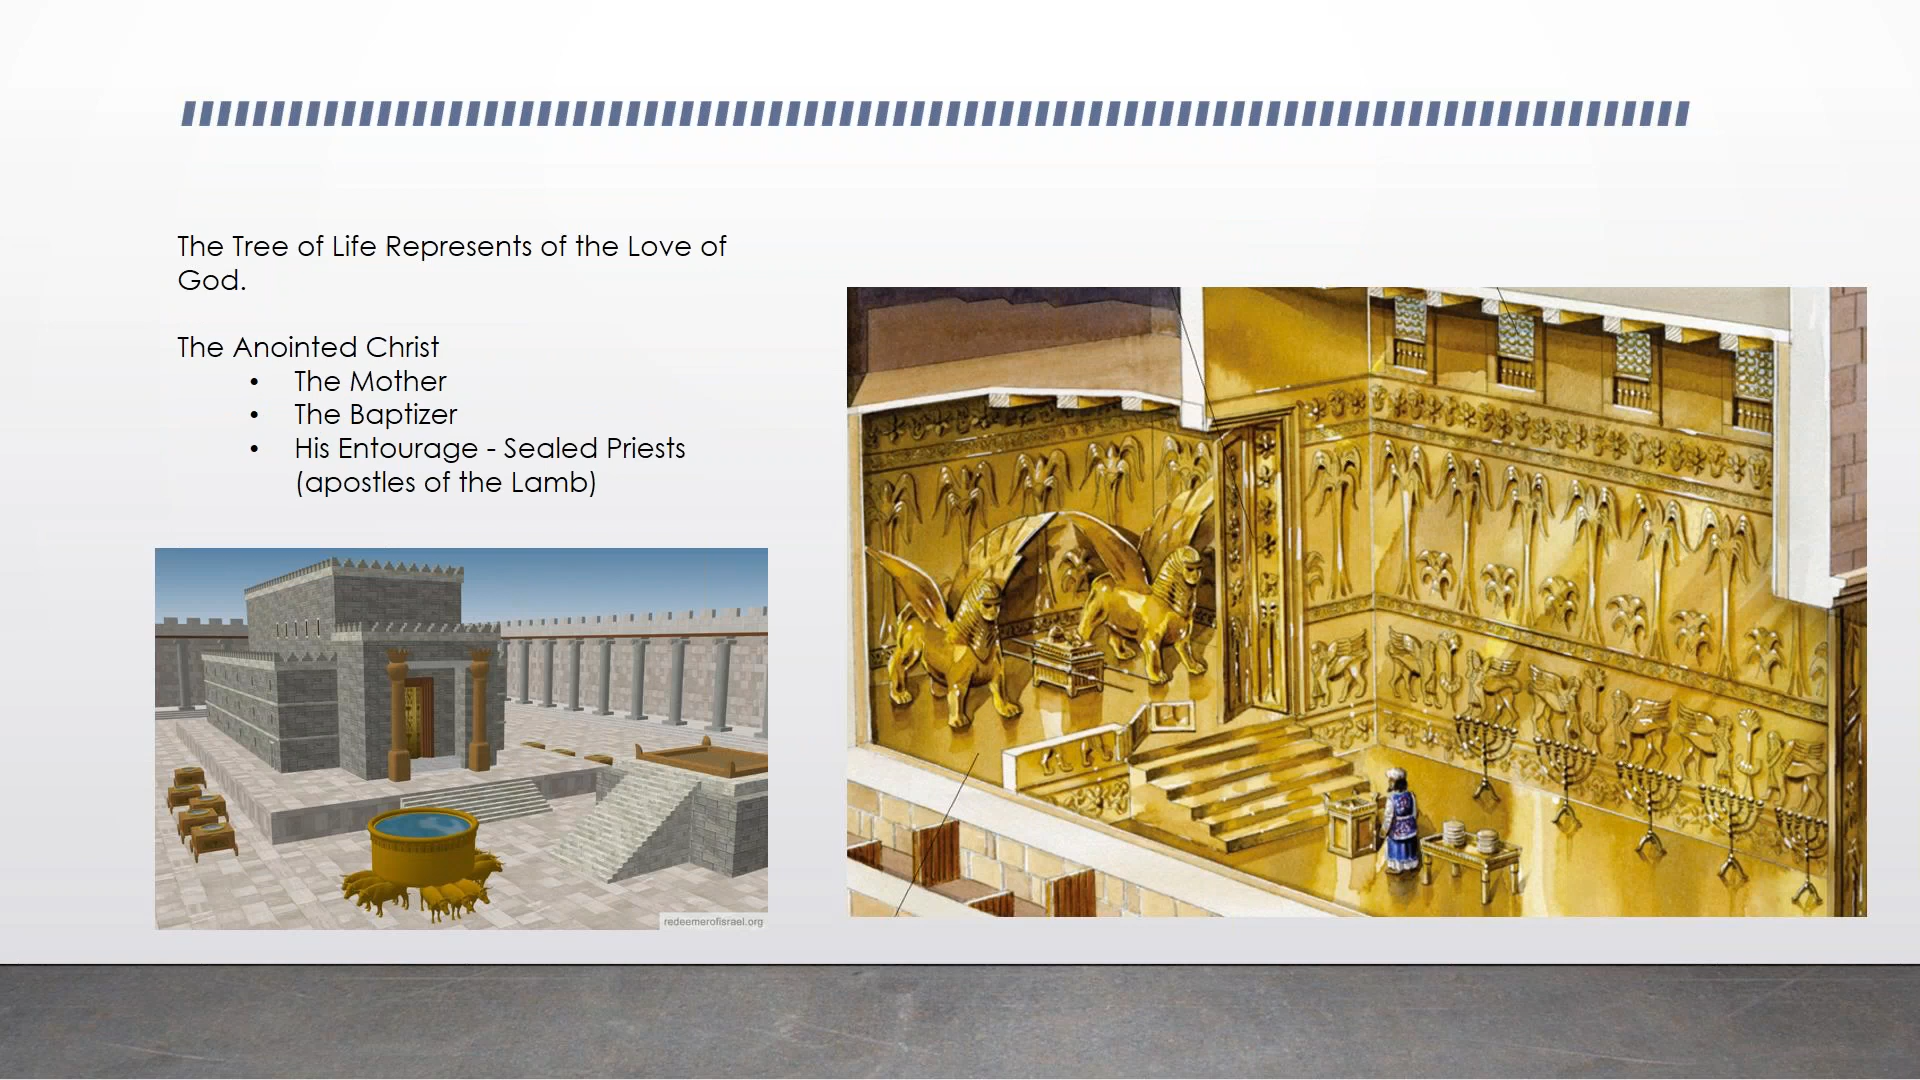 The Tree of Life Represents of the Love of
God.
The Anointed Christ
• The Mother
• The Baptizer
• His Entourage - Sealed Priests
(apostles of the Lamb)
redeemerofisrael.org